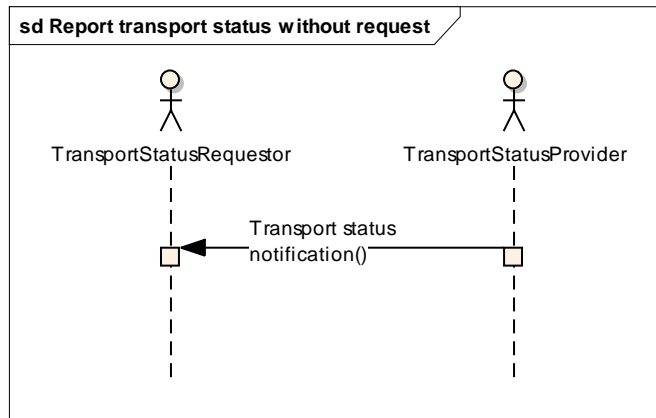 sd Report transport status without request
TransportStatusRequestor
TransportStatusProvider
Transport status
notification()